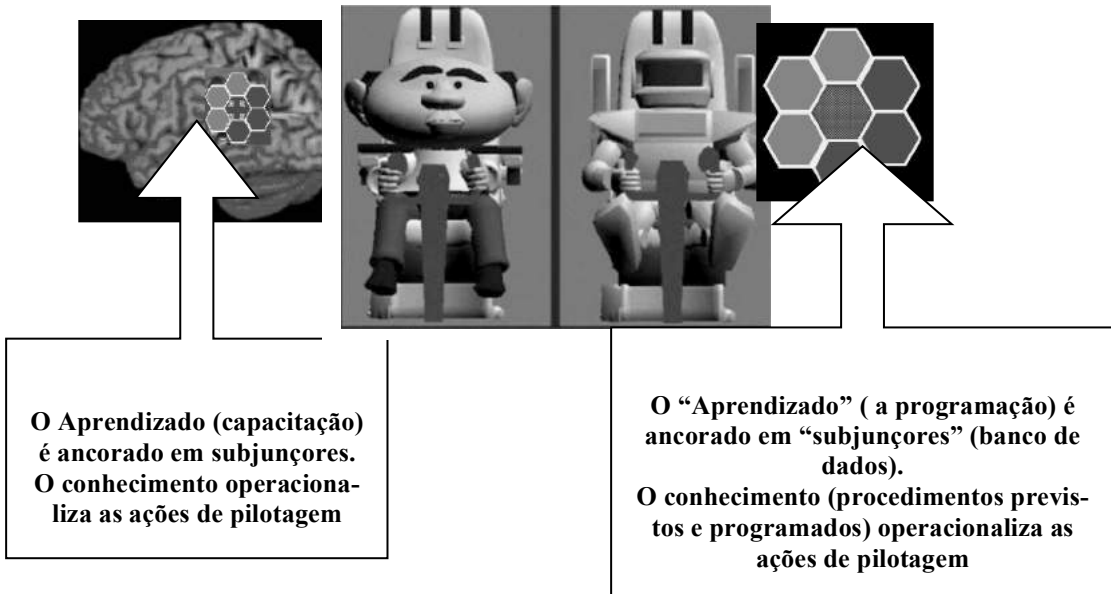 O Aprendizado (capacitação)
é ancorado em subjunçores.
O conhecimento operaciona-
liza as ações de pilotagem
O “Aprendizado” ( a programação) é
ancorado em “subjunçores” (banco de
dados).
O conhecimento (procedimentos previs-
tos e programados) operacionaliza as
ações de pilotagem